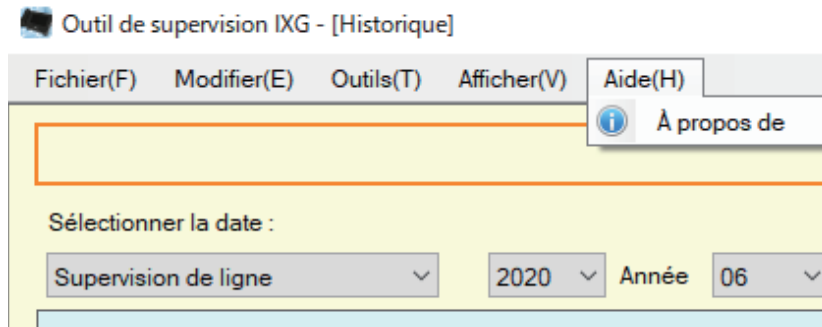 Outil de supervision IXG - [Historique]
Fichier(F) Modifier(E) Outils(T) Afficher(V) Aide(H)
À propos de
Sélectionner la date :
Supervision de ligne 2020 Année 06